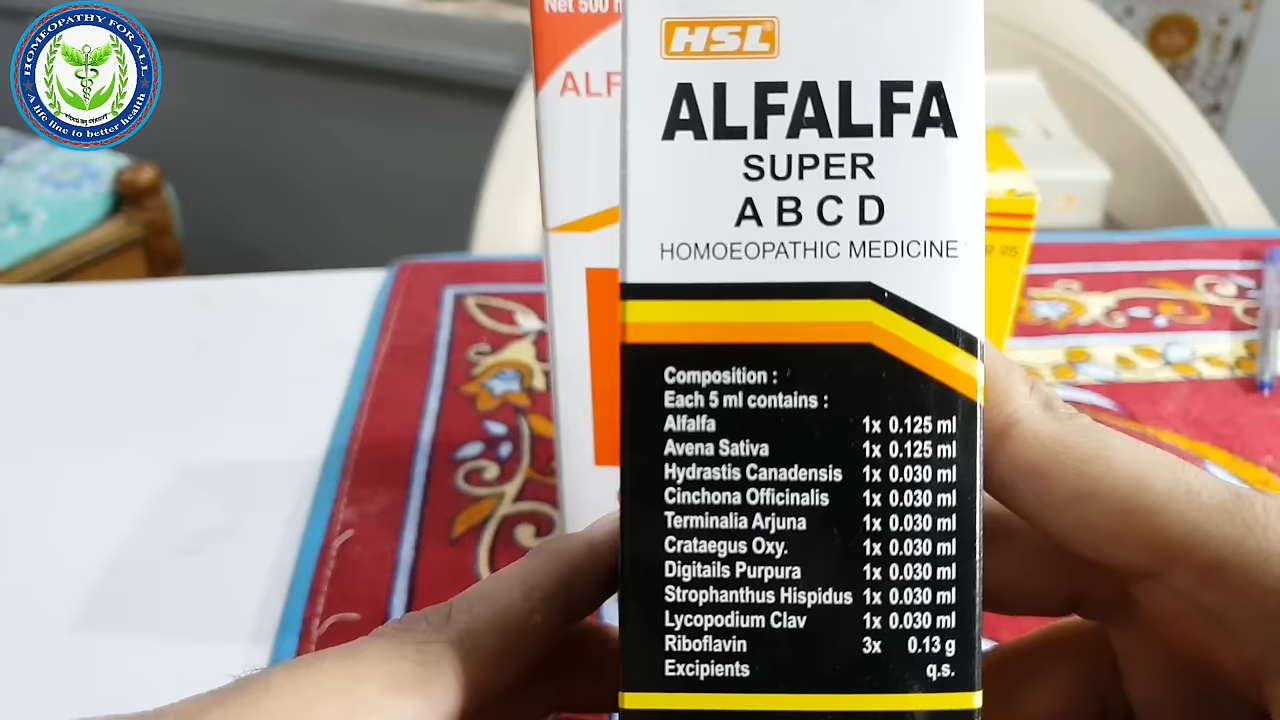 HOMEOPATHY FOR ALL
A life line to better health
Net 500
ALF
HSL
ALFALFA
SUPER
A B C D
HOMOEOPATHIC MEDICINE
Composition :
Each 5 ml contains :
Alfalfa 1x 0.125 ml
Avena Sativa 1x 0.125 ml
Hydrastis Canadensis 1x 0.030 ml
Cinchona Officinalis 1x 0.030 ml
Terminalia Arjuna 1x 0.030 ml
Crataegus Oxy. 1x 0.030 ml
Digitails Purpura 1x 0.030 ml
Strophanthus Hispidus 1x 0.030 ml
Lycopodium Clav 1x 0.030 ml
Riboflavin 3x 0.13 g
Excipients q.s.